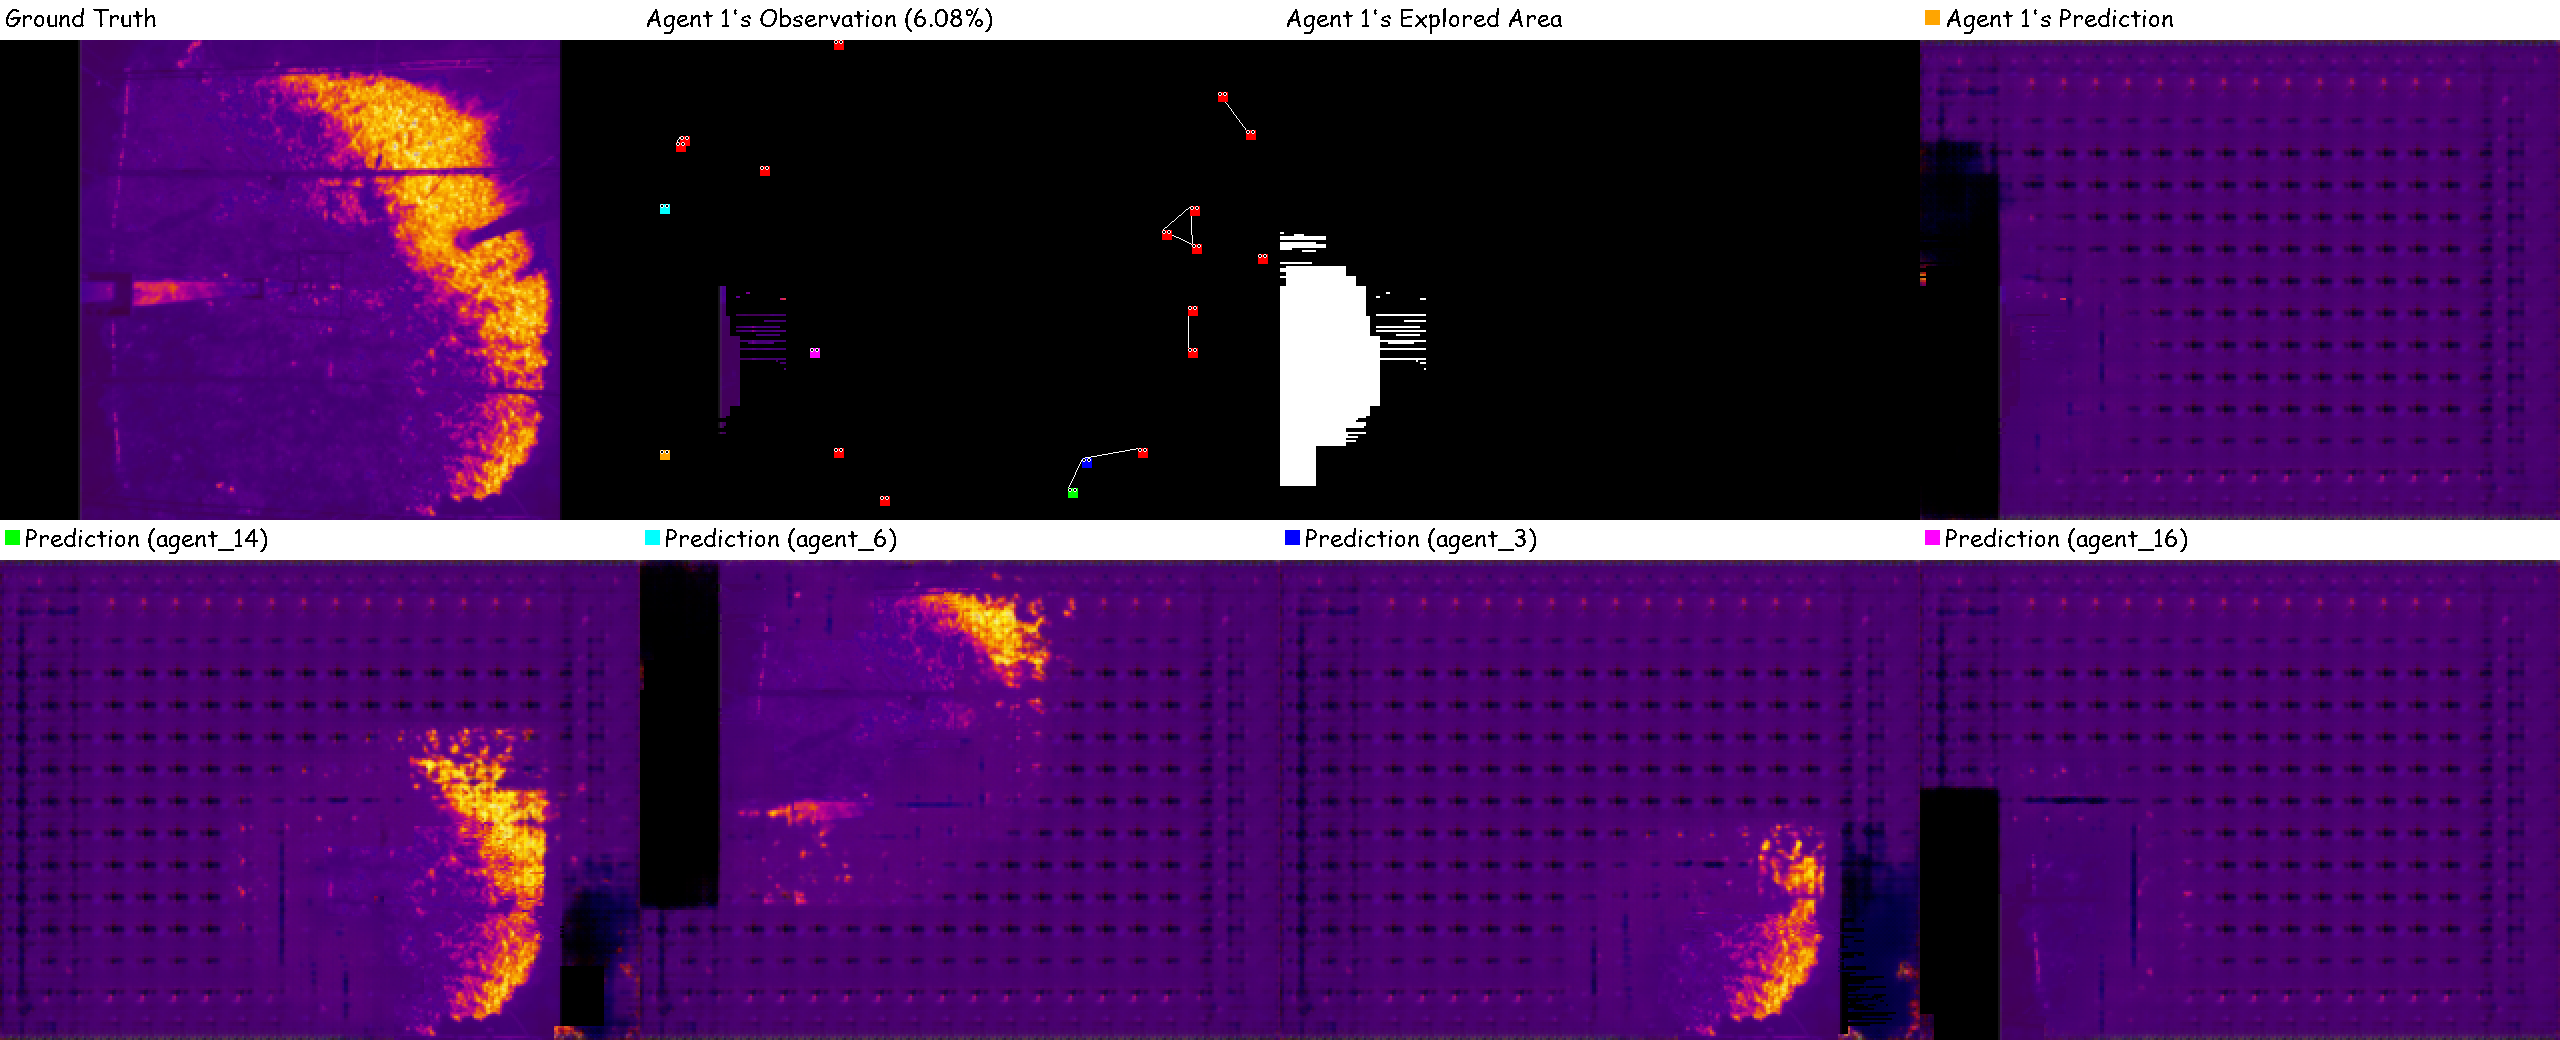 Ground Truth
Agent 1's Observation (6.08%)
Agent 1's Explored Area
Agent 1's Prediction
Prediction (agent_14)
Prediction (agent_6)
Prediction (agent_3)
Prediction (agent_16)